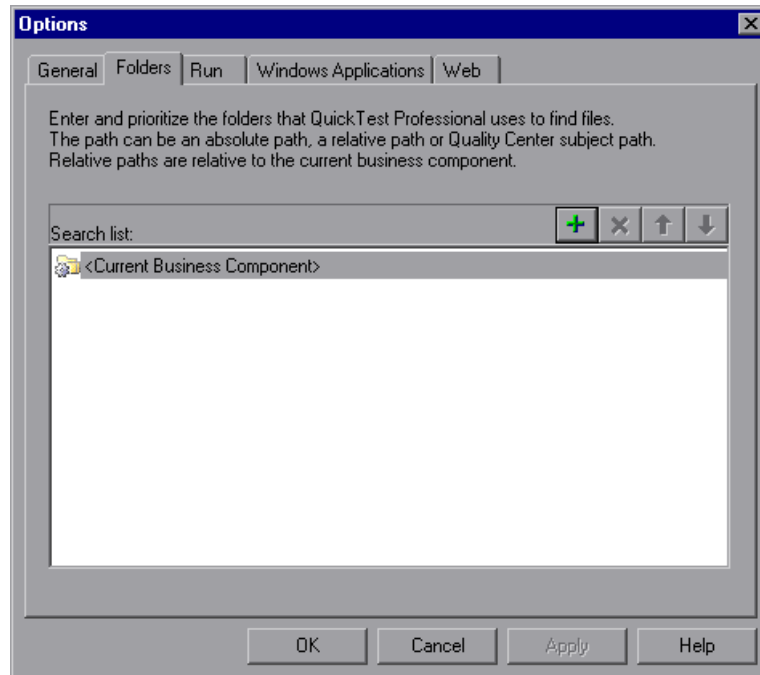 Options
General Folders Run Windows Applications Web
Enter and prioritize the folders that QuickTest Professional uses to find files.
The path can be an absolute path, a relative path or Quality Center subject path.
Relative paths are relative to the current business component.
Search list:
<Current Business Component>
OK Cancel Apply Help